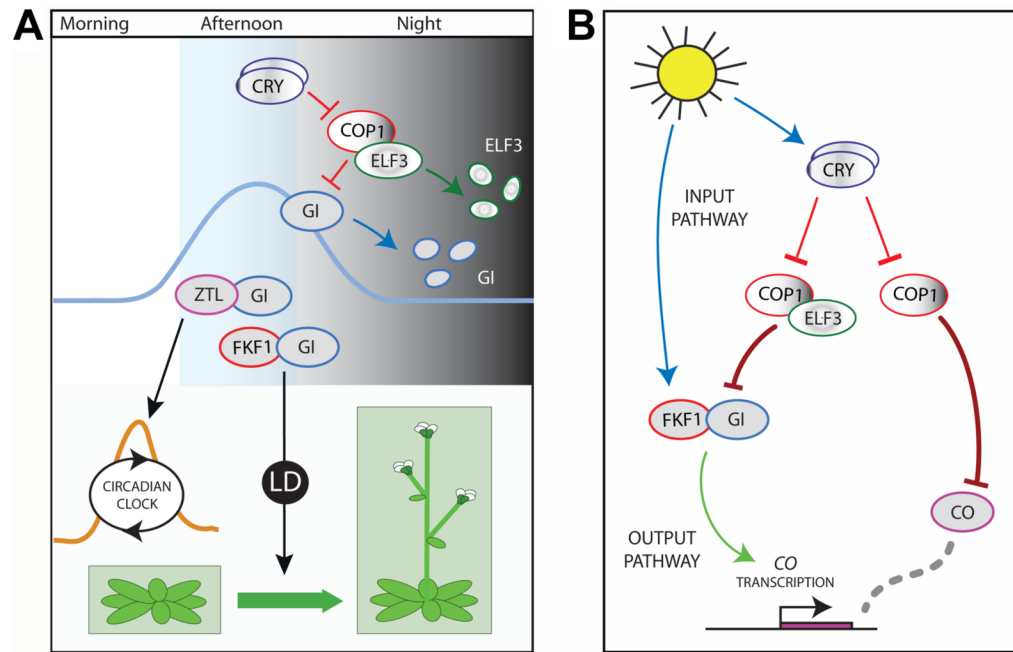 A
Morning
Afternoon
Night
CRY
COP1
ELF3
ELF3
GI
GI
ZTL
GI
FKF1
GI
CIRCADIAN
CLOCK
LD
B
INPUT
PATHWAY
CRY
COP1
ELF3
COP1
FKF1
GI
CO
OUTPUT
PATHWAY
CO
TRANSCRIPTION